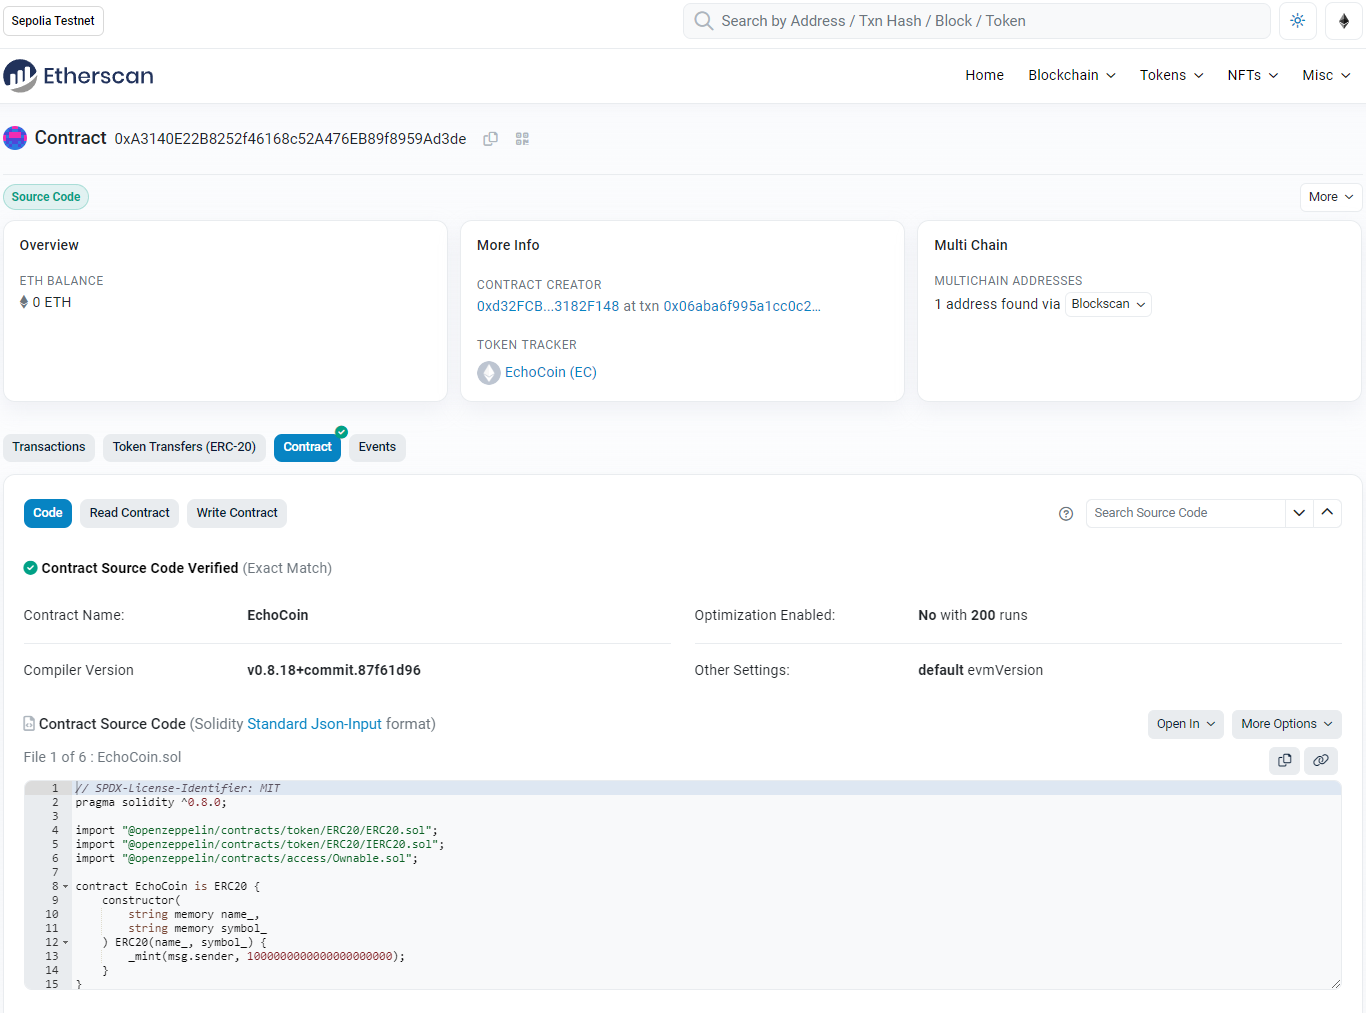 Sepolia Testnet
Search by Address / Txn Hash / Block / Token
Etherscan
Home Blockchain Tokens NFTs Misc
Contract 0xA3140E22B8252f46168c52A476EB89f8959Ad3de
Source Code
More
Overview
ETH BALANCE
0 ETH
More Info
CONTRACT CREATOR
0xd32FCB...3182F148 at txn 0x06aba6f995a1cc0c2...
TOKEN TRACKER
EchoCoin (EC)
Multi Chain
MULTICHAIN ADDRESSES
1 address found via Blockscan
Transactions Token Transfers (ERC-20) Contract Events
Code Read Contract Write Contract
Search Source Code
Contract Source Code Verified (Exact Match)
Contract Name: EchoCoin
Optimization Enabled: No with 200 runs
Compiler Version v0.8.18+commit.87f61d96
Other Settings: default evmVersion
Contract Source Code (Solidity Standard Json-Input format)
Open In More Options
File 1 of 6 : EchoCoin.sol
1 // SPDX-License-Identifier: MIT
2 pragma solidity ^0.8.0;
3
4 import "@openzeppelin/contracts/token/ERC20/ERC20.sol";
5 import "@openzeppelin/contracts/token/ERC20/IERC20.sol";
6 import "@openzeppelin/contracts/access/Ownable.sol";
7
8 contract EchoCoin is ERC20 {
9 constructor(
10 string memory name_,
11 string memory symbol_
12 ) ERC20(name_, symbol_) {
13 _mint(msg.sender, 1000000000000000000000);
14 }
15 }